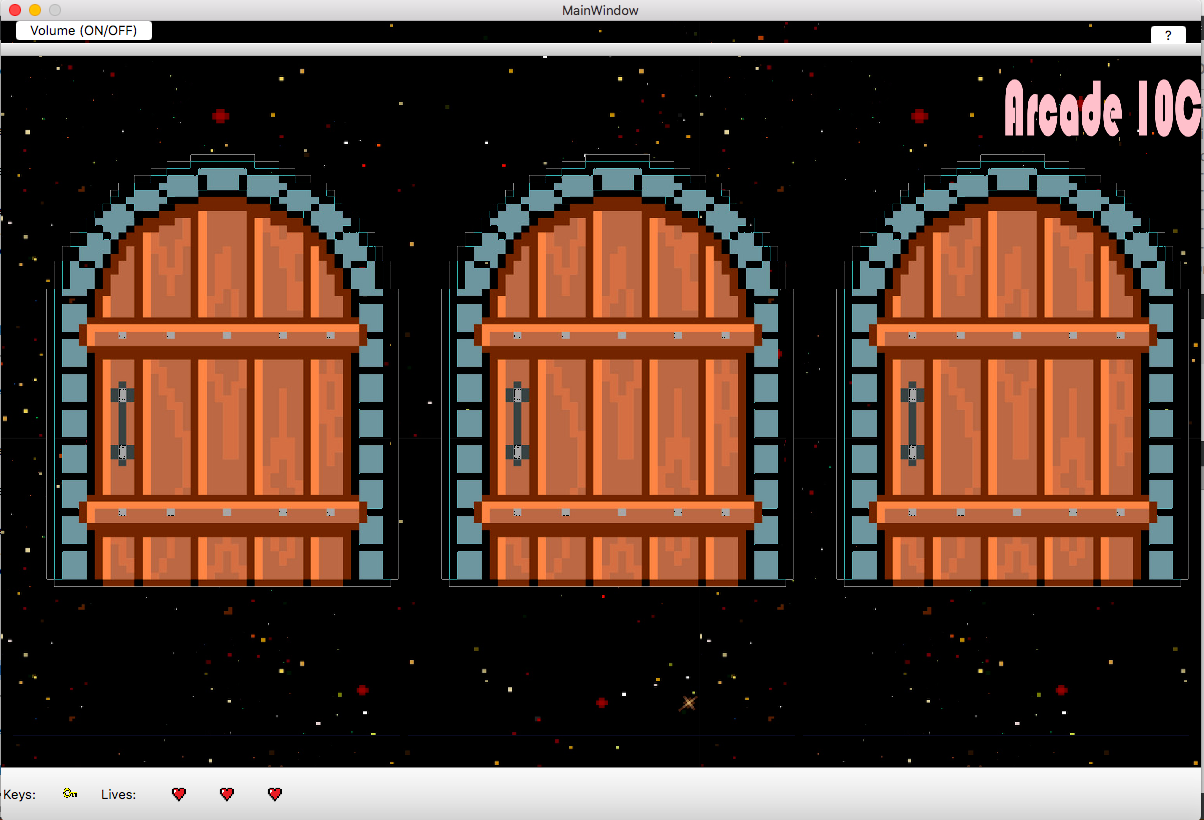 MainWindow
Volume (ON/OFF)
?
Arcade 10C
Keys:
Lives: